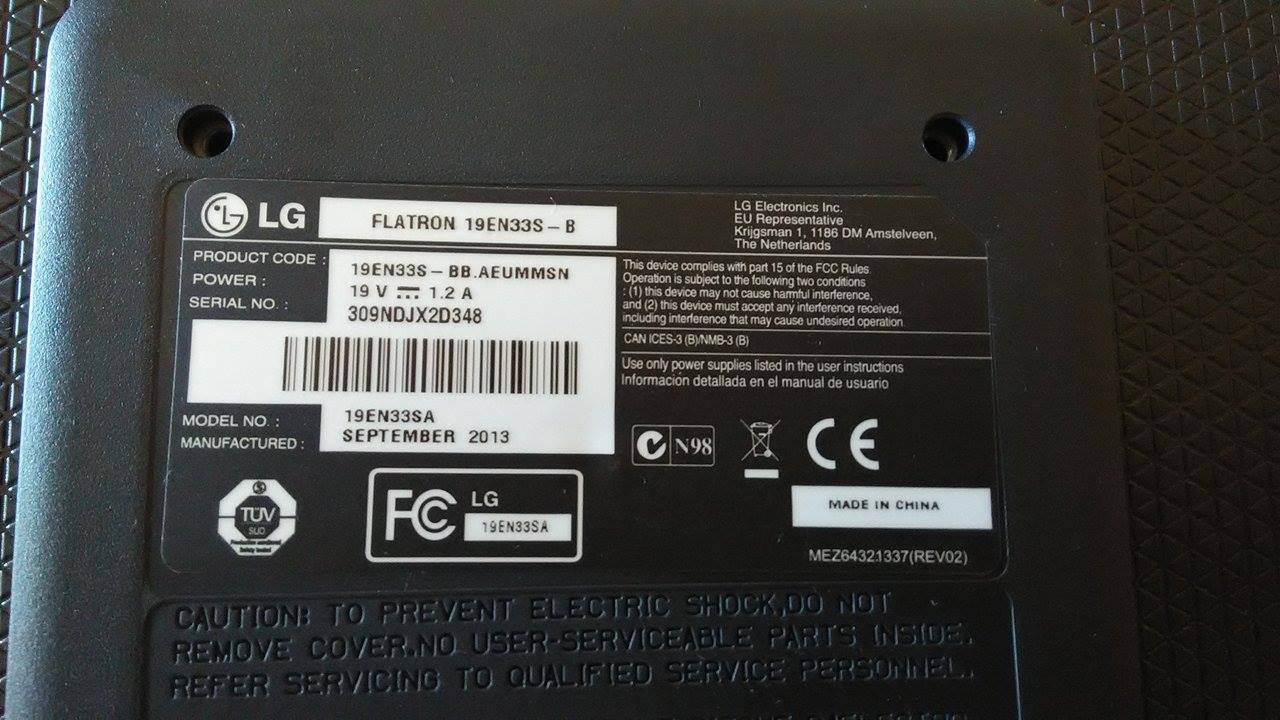 LG FLATRON 19EN33S-B
LG Electronics Inc.
EU Representative
Krijgsman 1, 1186 DM Amstelveen,
The Netherlands
PRODUCT CODE : 19EN33S-BB.AEUMMSN
POWER : 19 V 1.2 A
SERIAL NO. : 309NDJX2D348
MODEL NO. : 19EN33SA
MANUFACTURED : SEPTEMBER 2013
This device complies with part 15 of the FCC Rules.
Operation is subject to the following two conditions
: (1) this device may not cause harmful interference,
and (2) this device must accept any interference received,
including interference that may cause undesired operation.
CAN ICES-3 (B)/NMB-3 (B)
Use only power supplies listed in the user instructions
Información detallada en el manual de usuario
N98
CE
TÜV
SUD
Production monitored
Safety tested
FC LG
19EN33SA
MADE IN CHINA
MEZ64321337(REV02)
CAUTION: TO PREVENT ELECTRIC SHOCK,DO NOT
REMOVE COVER.NO USER-SERVICEABLE PARTS INSIDE.
REFER SERVICING TO QUALIFIED SERVICE PERSONNEL.